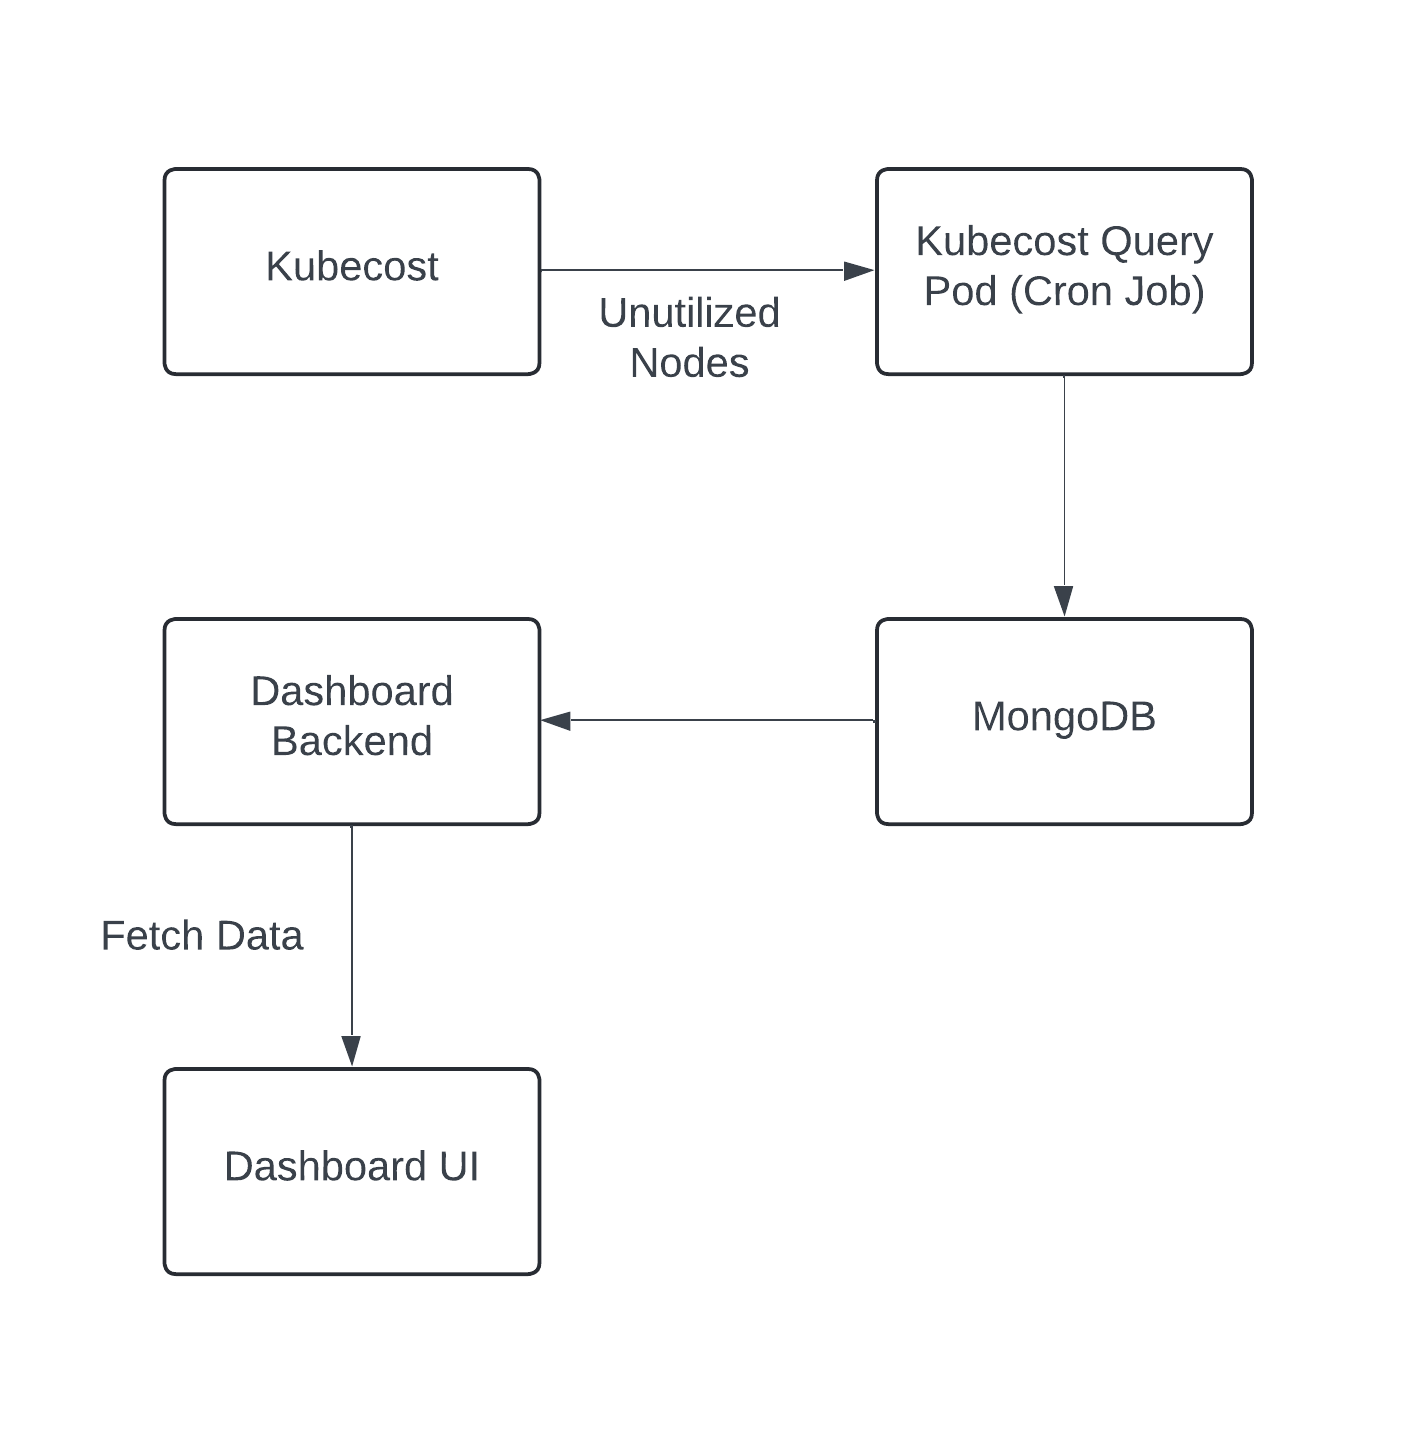 Kubecost
Kubecost Query
Pod (Cron Job)
Unutilized
Nodes
Dashboard
Backend
MongoDB
Fetch Data
Dashboard UI